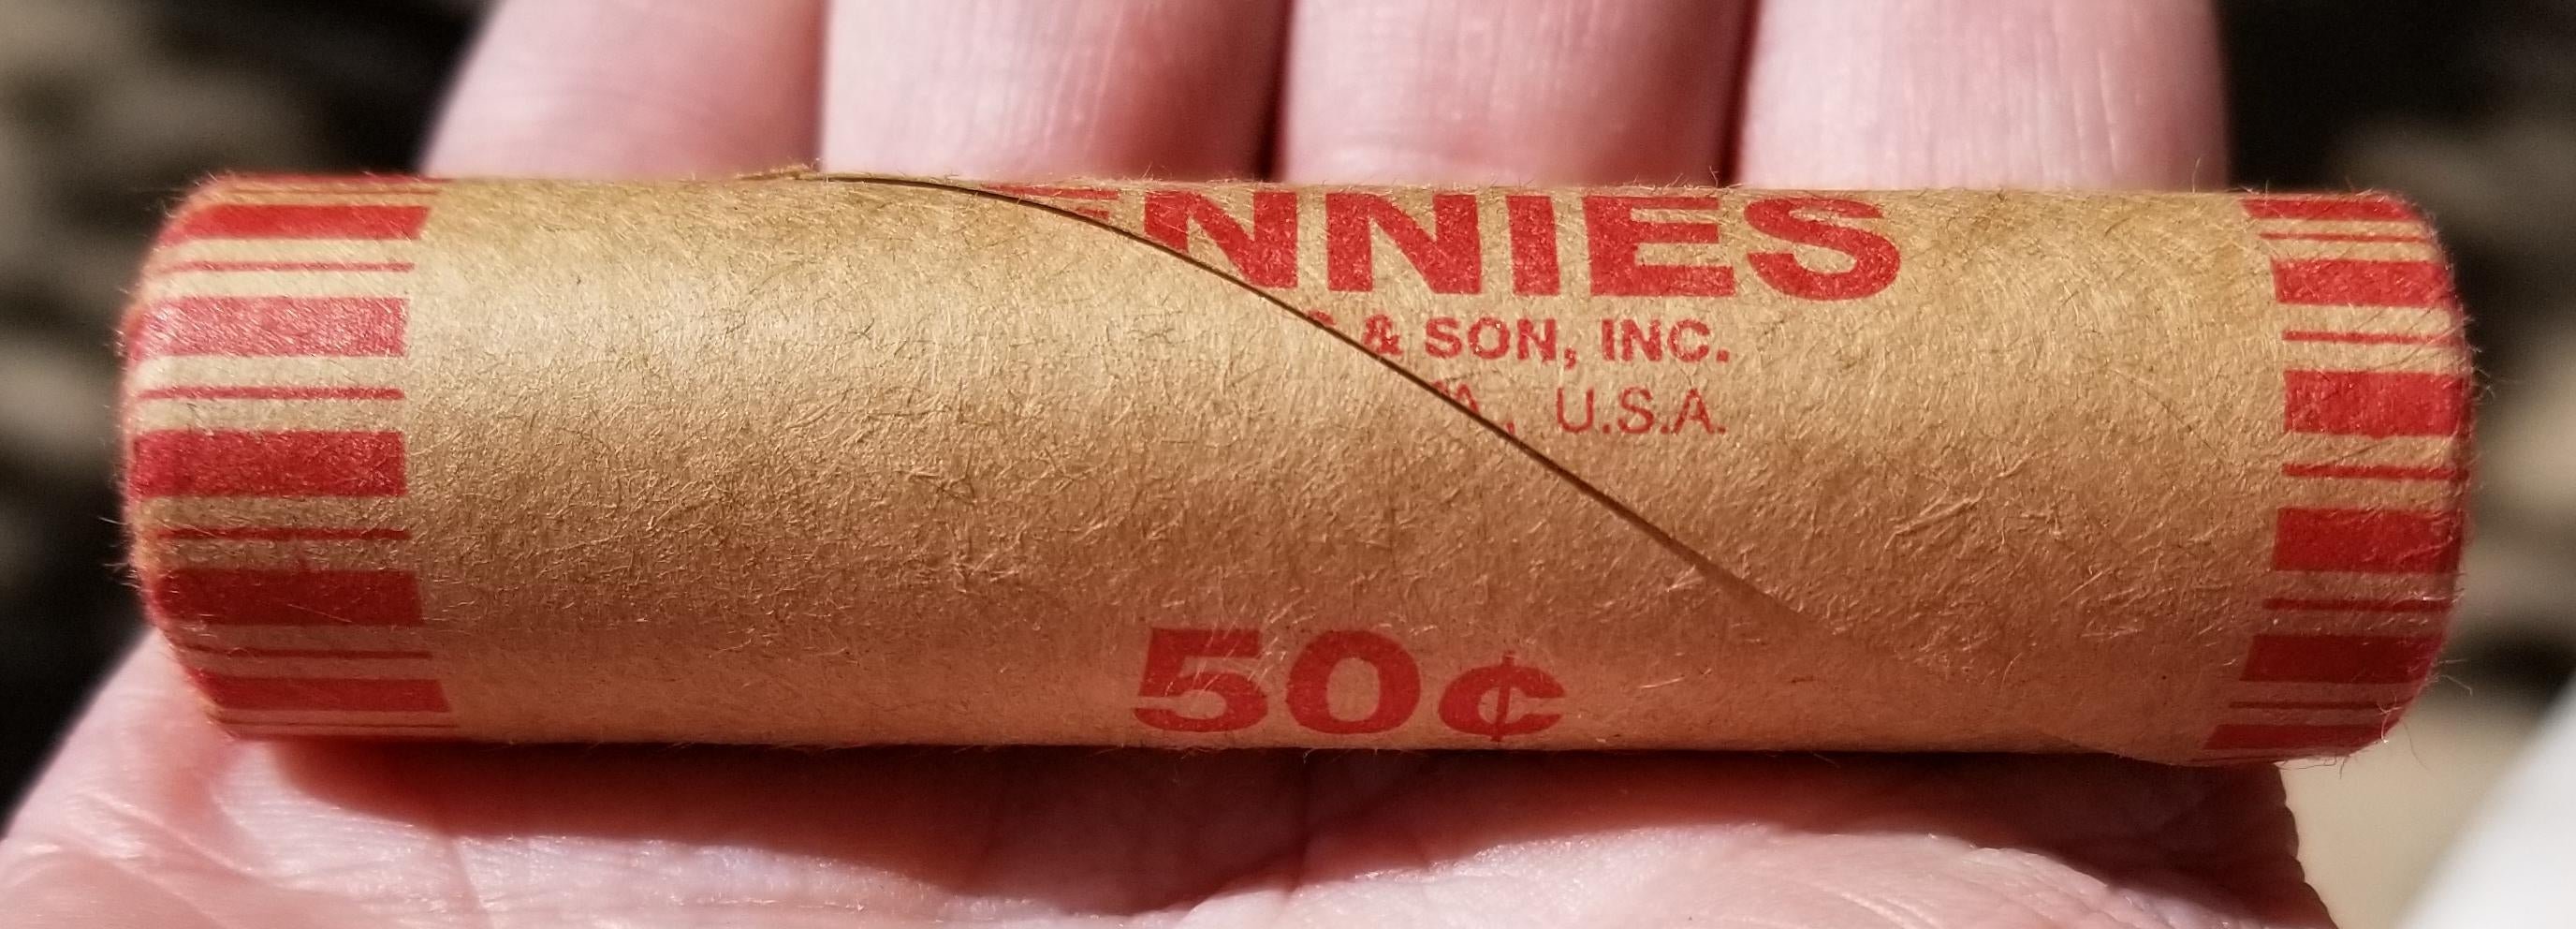 ENNIES
& SON, INC.
A, U.S.A.
50¢